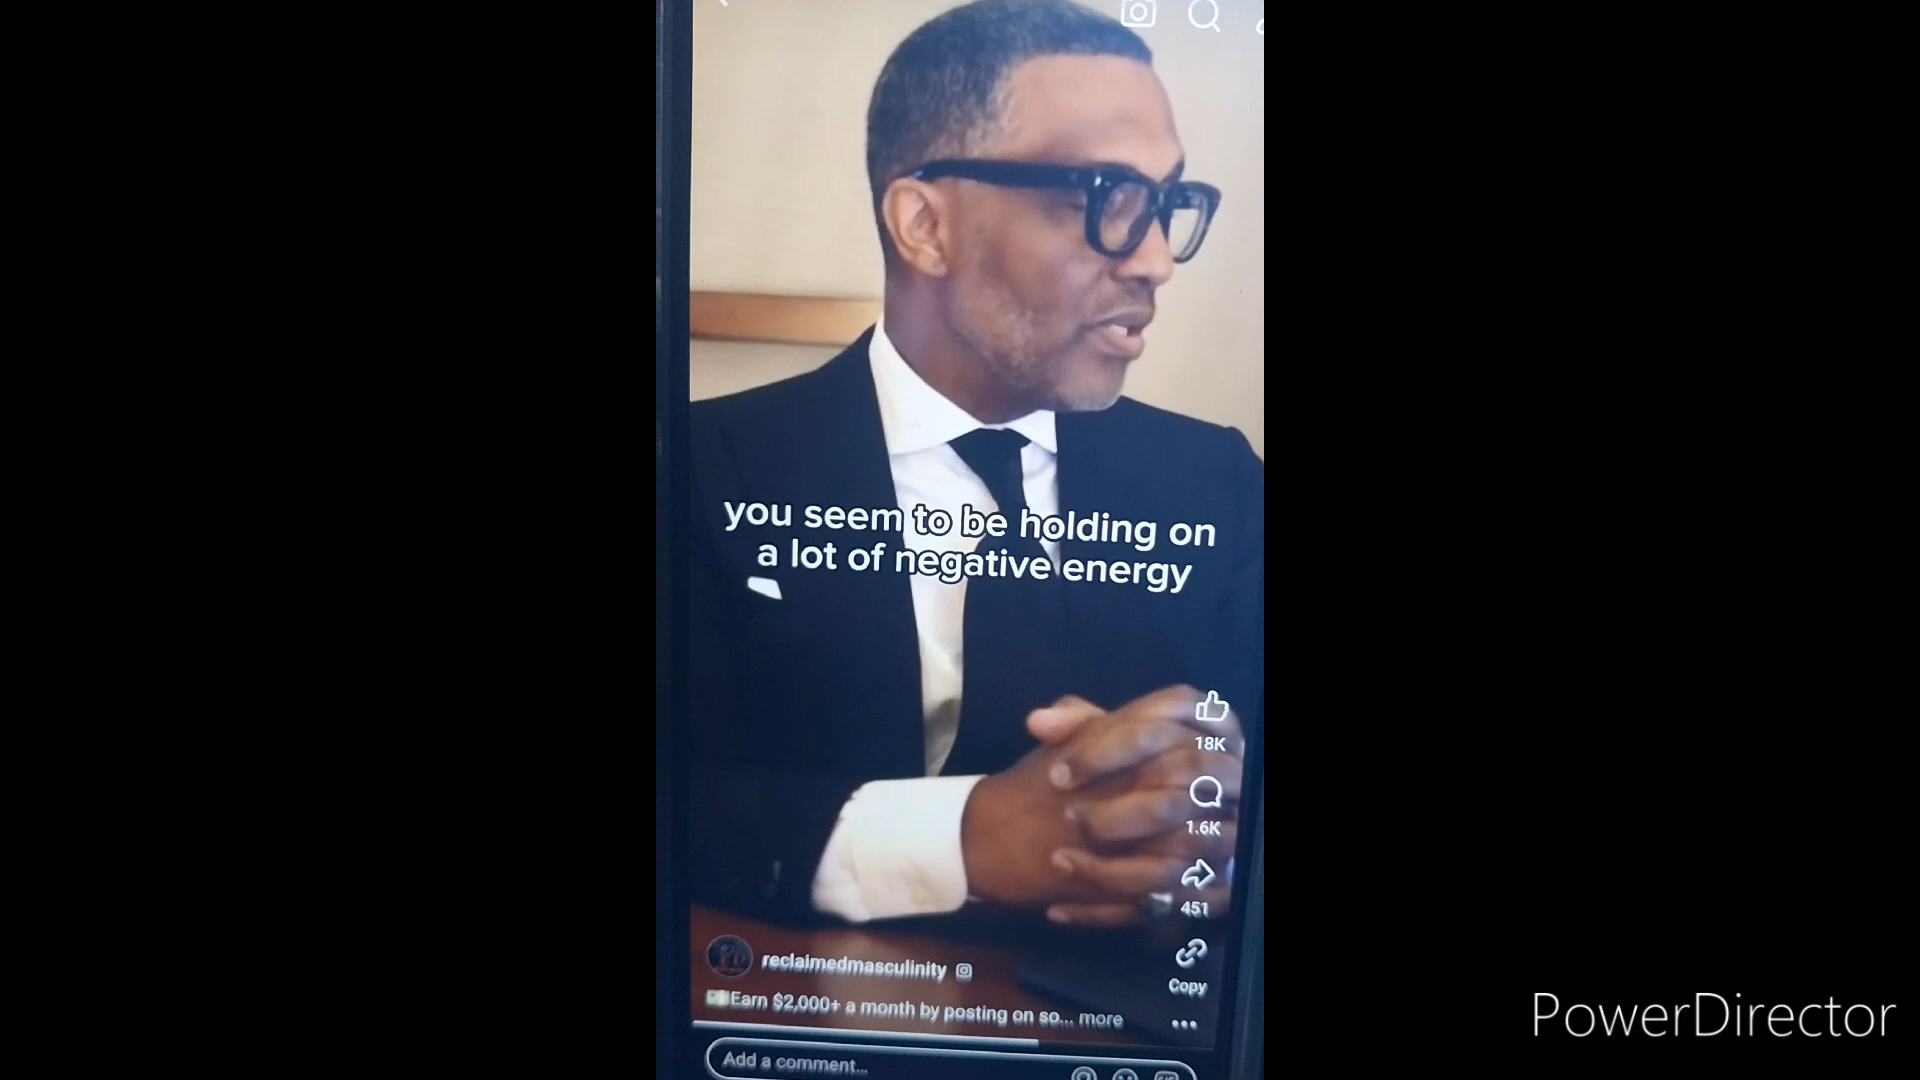 you seem to be holding on
a lot of negative energy
18K
1.6K
451
Copy
reclaimedmasculinity
Earn $2,000+ a month by posting on so... more
Add a comment...
GIF
PowerDirector